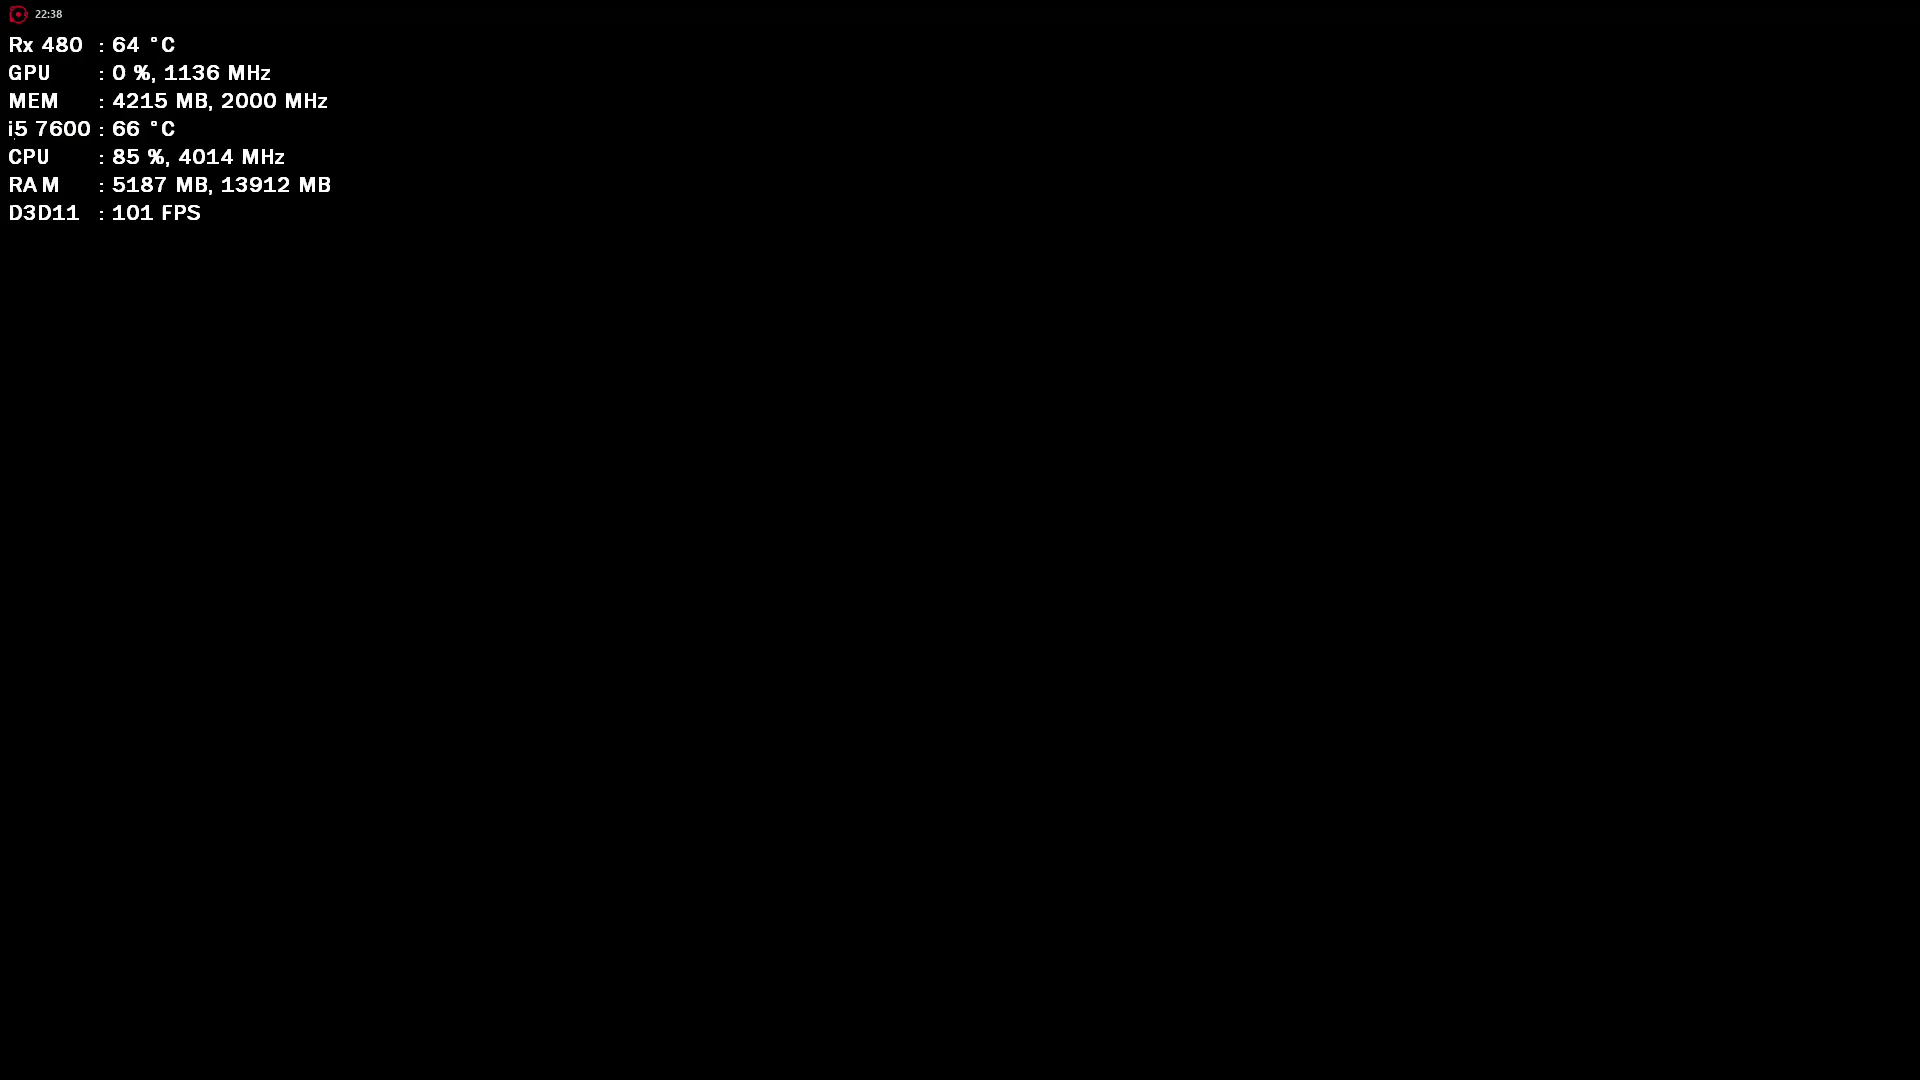 22:38
Rx 480 : 64 °C
GPU : 0 %, 1136 MHz
MEM : 4215 MB, 2000 MHz
i5 7600 : 66 °C
CPU : 85 %, 4014 MHz
RAM : 5187 MB, 13912 MB
D3D11 : 101 FPS